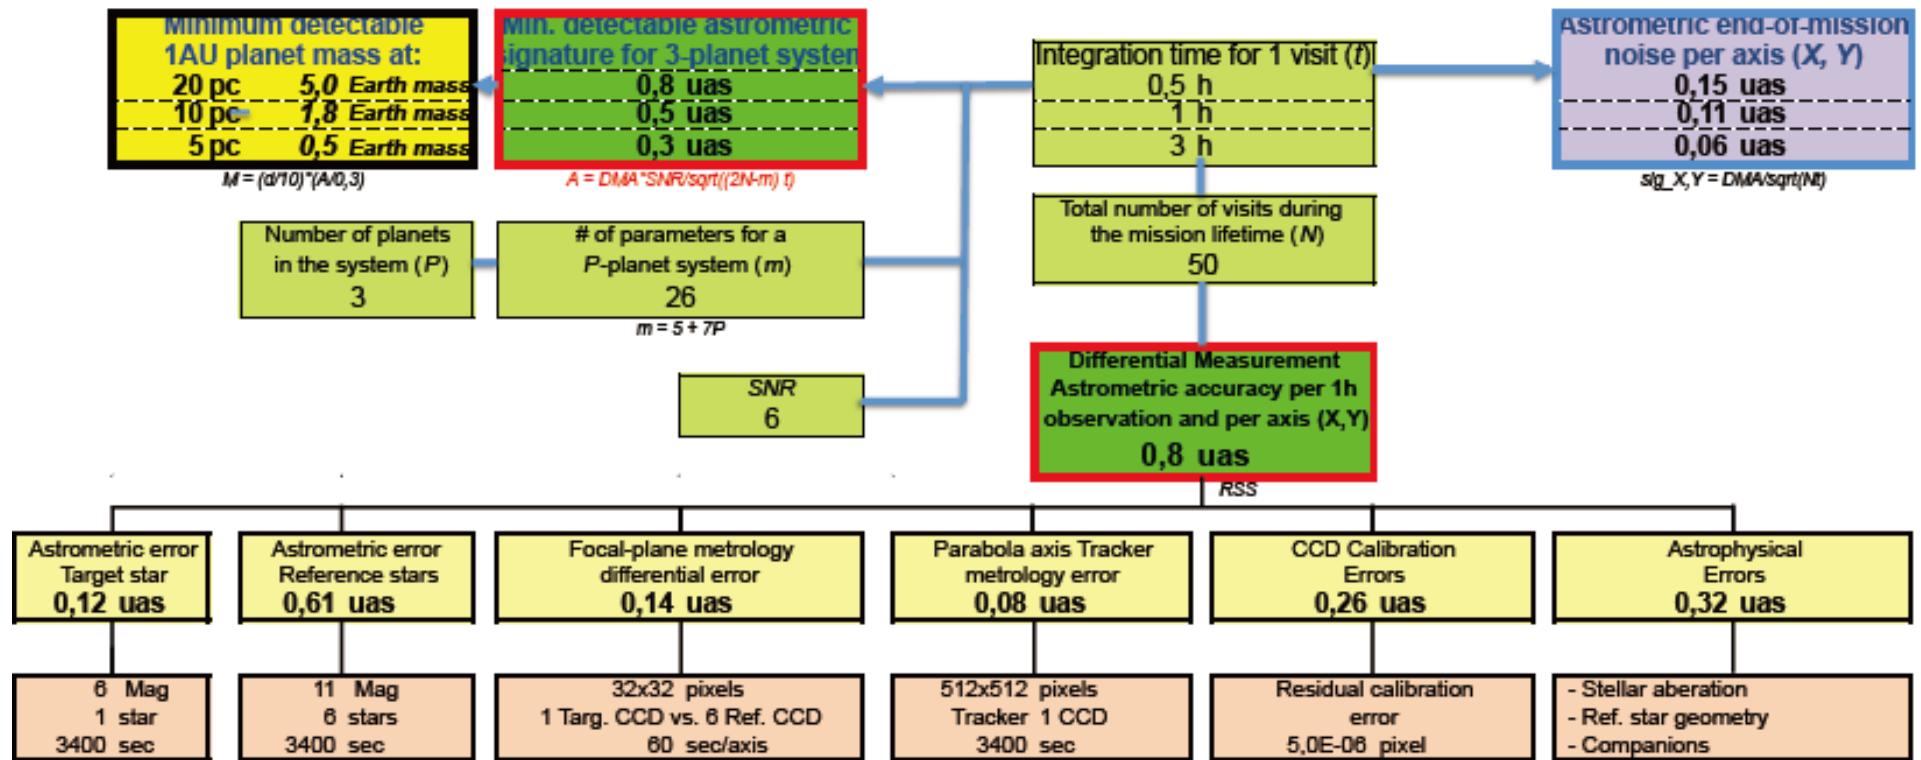 Minimum detectable
1AU planet mass at:
20 pc 5,0 Earth mass
10 pc 1,8 Earth mass
5 pc 0,5 Earth mass
M = (d/10)*(A/0,3)
Min. detectable astrometric
signature for 3-planet system
0,8 uas
0,5 uas
0,3 uas
A = DMA*SNR/sqrt((2N-m) t)
Integration time for 1 visit (t)
0,5 h
1 h
3 h
Astrometric end-of-mission
noise per axis (X, Y)
0,15 uas
0,11 uas
0,06 uas
sig_X,Y = DMA/sqrt(Nt)
Number of planets
in the system (P)
3
# of parameters for a
P-planet system (m)
26
m = 5 + 7P
Total number of visits during
the mission lifetime (N)
50
SNR
6
Differential Measurement
Astrometric accuracy per 1h
observation and per axis (X,Y)
0,8 uas
RSS
Astrometric error
Target star
0,12 uas
Astrometric error
Reference stars
0,61 uas
Focal-plane metrology
differential error
0,14 uas
Parabola axis Tracker
metrology error
0,08 uas
CCD Calibration
Errors
0,26 uas
Astrophysical
Errors
0,32 uas
6 Mag
1 star
3400 sec
11 Mag
6 stars
3400 sec
32x32 pixels
1 Targ. CCD vs. 6 Ref. CCD
60 sec/axis
512x512 pixels
Tracker 1 CCD
3400 sec
Residual calibration
error
5,0E-06 pixel
- Stellar aberation
- Ref. star geometry
- Companions